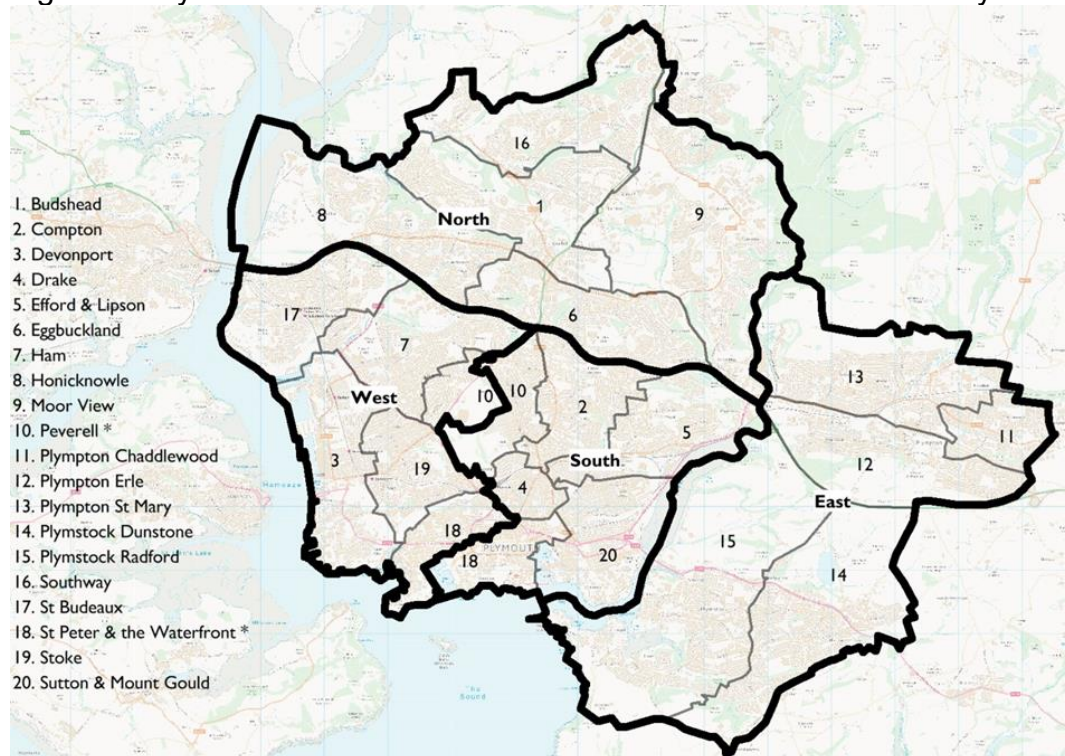 1. Budshead
2. Compton
3. Devonport
4. Drake
5. Efford & Lipson
6. Eggbuckland
7. Ham
8. Honicknowle
9. Moor View
10. Peverell *
11. Plympton Chaddlewood
12. Plympton Erle
13. Plympton St Mary
14. Plymstock Dunstone
15. Plymstock Radford
16. Southway
17. St Budeaux
18. St Peter & the Waterfront *
19. Stoke
20. Sutton & Mount Gould
16
8
North
1
9
17
6
7
13
West
10
10
2
11
5
3
19
South
12
4
East
18
PLYMOUTH
15
18
20
14
The
Sound